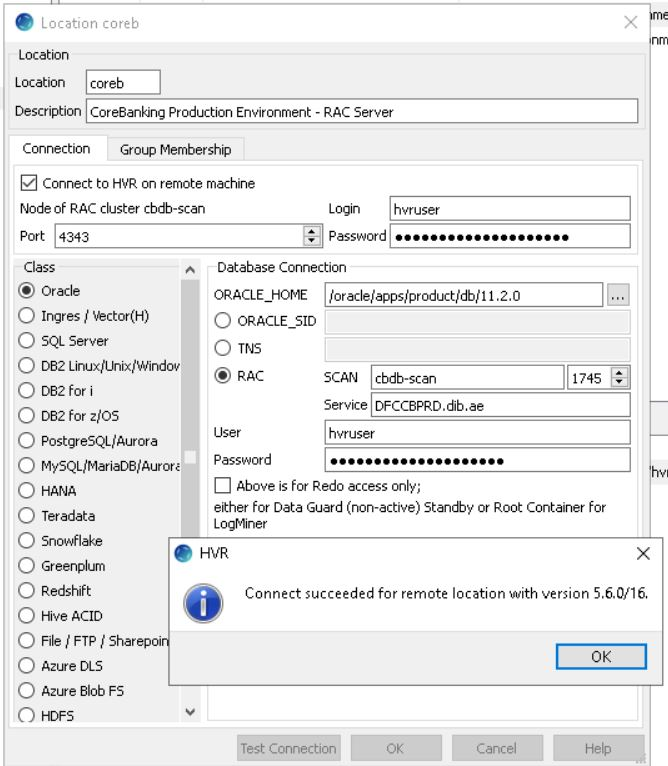 Location coreb
Location
Location coreb
Description CoreBanking Production Environment - RAC Server
Connection Group Membership
Connect to HVR on remote machine
Node of RAC cluster cbdb-scan Login hvruser
Port 4343 Password ●●●●●●●●●●●●●●●●●●●●
Class
Oracle
Ingres / Vector(H)
SQL Server
DB2 Linux/Unix/Window
DB2 for i
DB2 for z/OS
PostgreSQL/Aurora
MySQL/MariaDB/Aurora
HANA
Teradata
Snowflake
Greenplum
Redshift
Hive ACID
File / FTP / Sharepoin
Azure DLS
Azure Blob FS
HDFS
Database Connection
ORACLE_HOME /oracle/apps/product/db/11.2.0 ...
ORACLE_SID
TNS
RAC SCAN cbdb-scan 1745
Service DFCCBPRD.dib.ae
User hvruser
Password ●●●●●●●●●●●●●●●●●●●●
Above is for Redo access only;
either for Data Guard (non-active) Standby or Root Container for
LogMiner
HVR
Connect succeeded for remote location with version 5.6.0/16.
OK
Test Connection OK Cancel Help